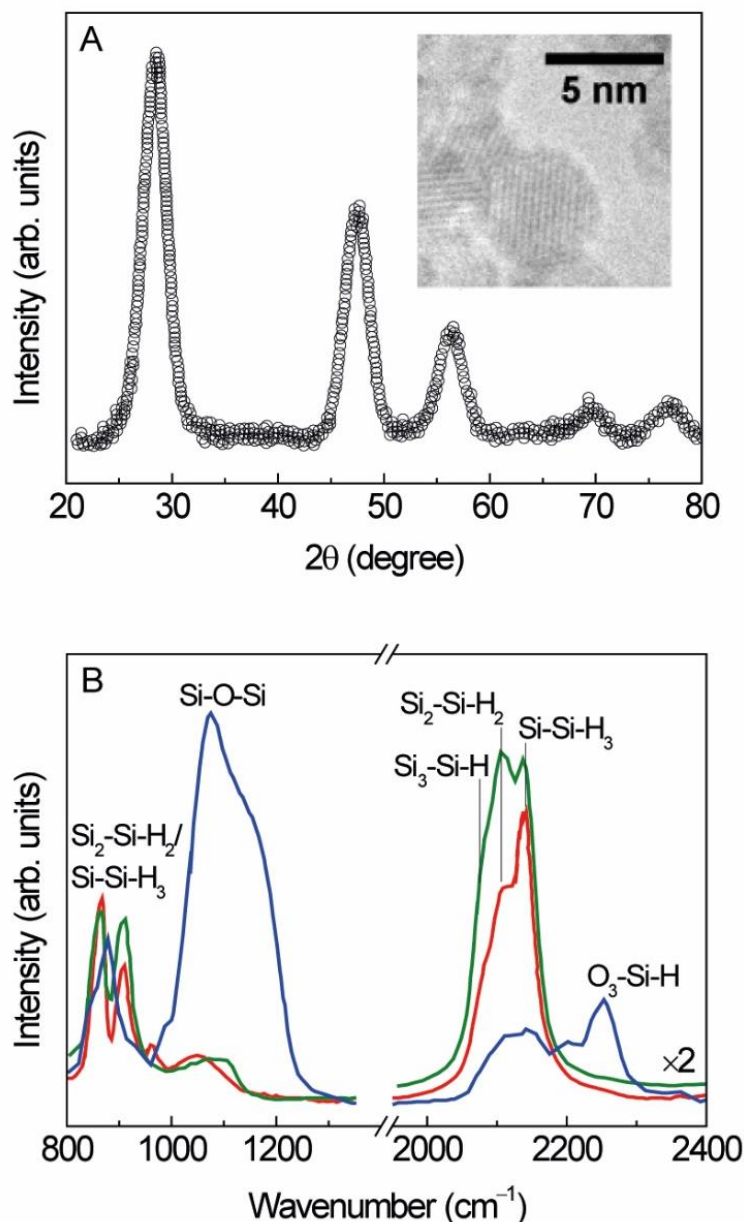 A
5 nm
Intensity (arb. units)
20 30 40 50 60 70 80
2θ (degree)
B
Si-O-Si
Si₂-Si-H₂
Si-Si-H₃
Si₃-Si-H
Si₂-Si-H₂/
Si-Si-H₃
O₃-Si-H
×2
Intensity (arb. units)
800 1000 1200 2000 2200 2400
Wavenumber (cm⁻¹)